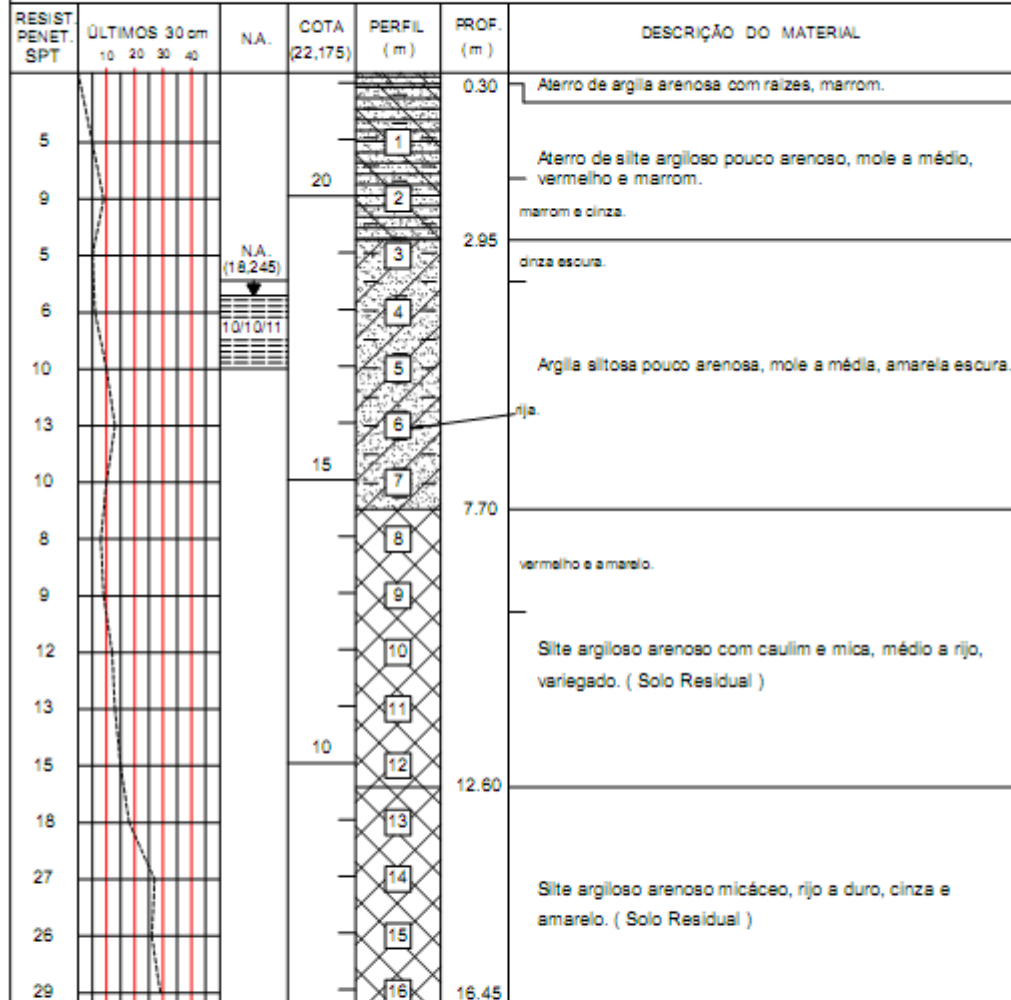 RESIST.
PENET.
SPT
ÚLTIMOS 30 cm
10 20 30 40
N.A.
COTA
(22,175)
PERFIL
( m )
PROF.
( m )
DESCRIÇÃO DO MATERIAL
0.30
Aterro de argila arenosa com raízes, marrom.
5
1
Aterro de silte argiloso pouco arenoso, mole a médio,
vermelho e marrom.
20
9
2
marrom e cinza.
2.95
5
N.A.
(18,245)
3
cinza escura.
6
10/10/11
4
10
5
Argila siltosa pouco arenosa, mole a média, amarela escura.
rija.
13
6
15
10
7
7.70
8
8
vermelho e amarelo.
9
9
12
10
Silte argiloso arenoso com caulim e mica, médio a rijo,
variegado. ( Solo Residual )
13
11
10
15
12
12.60
18
13
27
14
Silte argiloso arenoso micáceo, rijo a duro, cinza e
amarelo. ( Solo Residual )
26
15
29
16
16.45